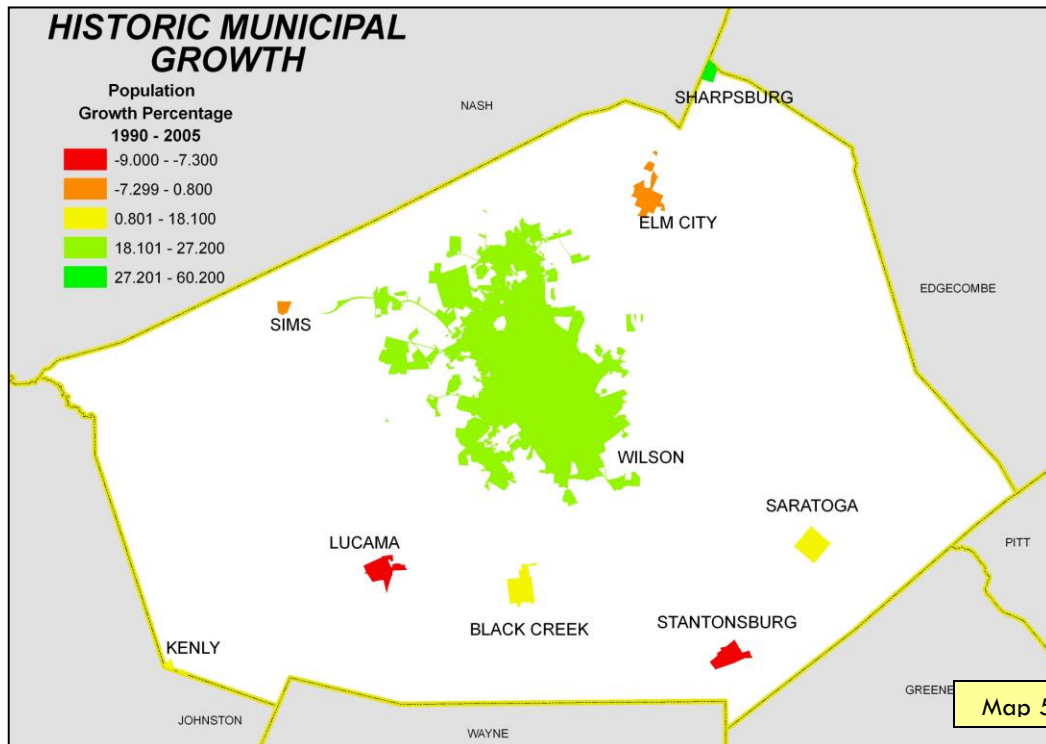 HISTORIC MUNICIPAL
GROWTH
Population
Growth Percentage
1990 - 2005
-9.000 - -7.300
-7.299 - 0.800
0.801 - 18.100
18.101 - 27.200
27.201 - 60.200
NASH
SHARPSBURG
ELM CITY
EDGECOMBE
SIMS
WILSON
SARATOGA
LUCAMA
PITT
BLACK CREEK
STANTONSBURG
KENLY
GREENE
Map 5
JOHNSTON
WAYNE